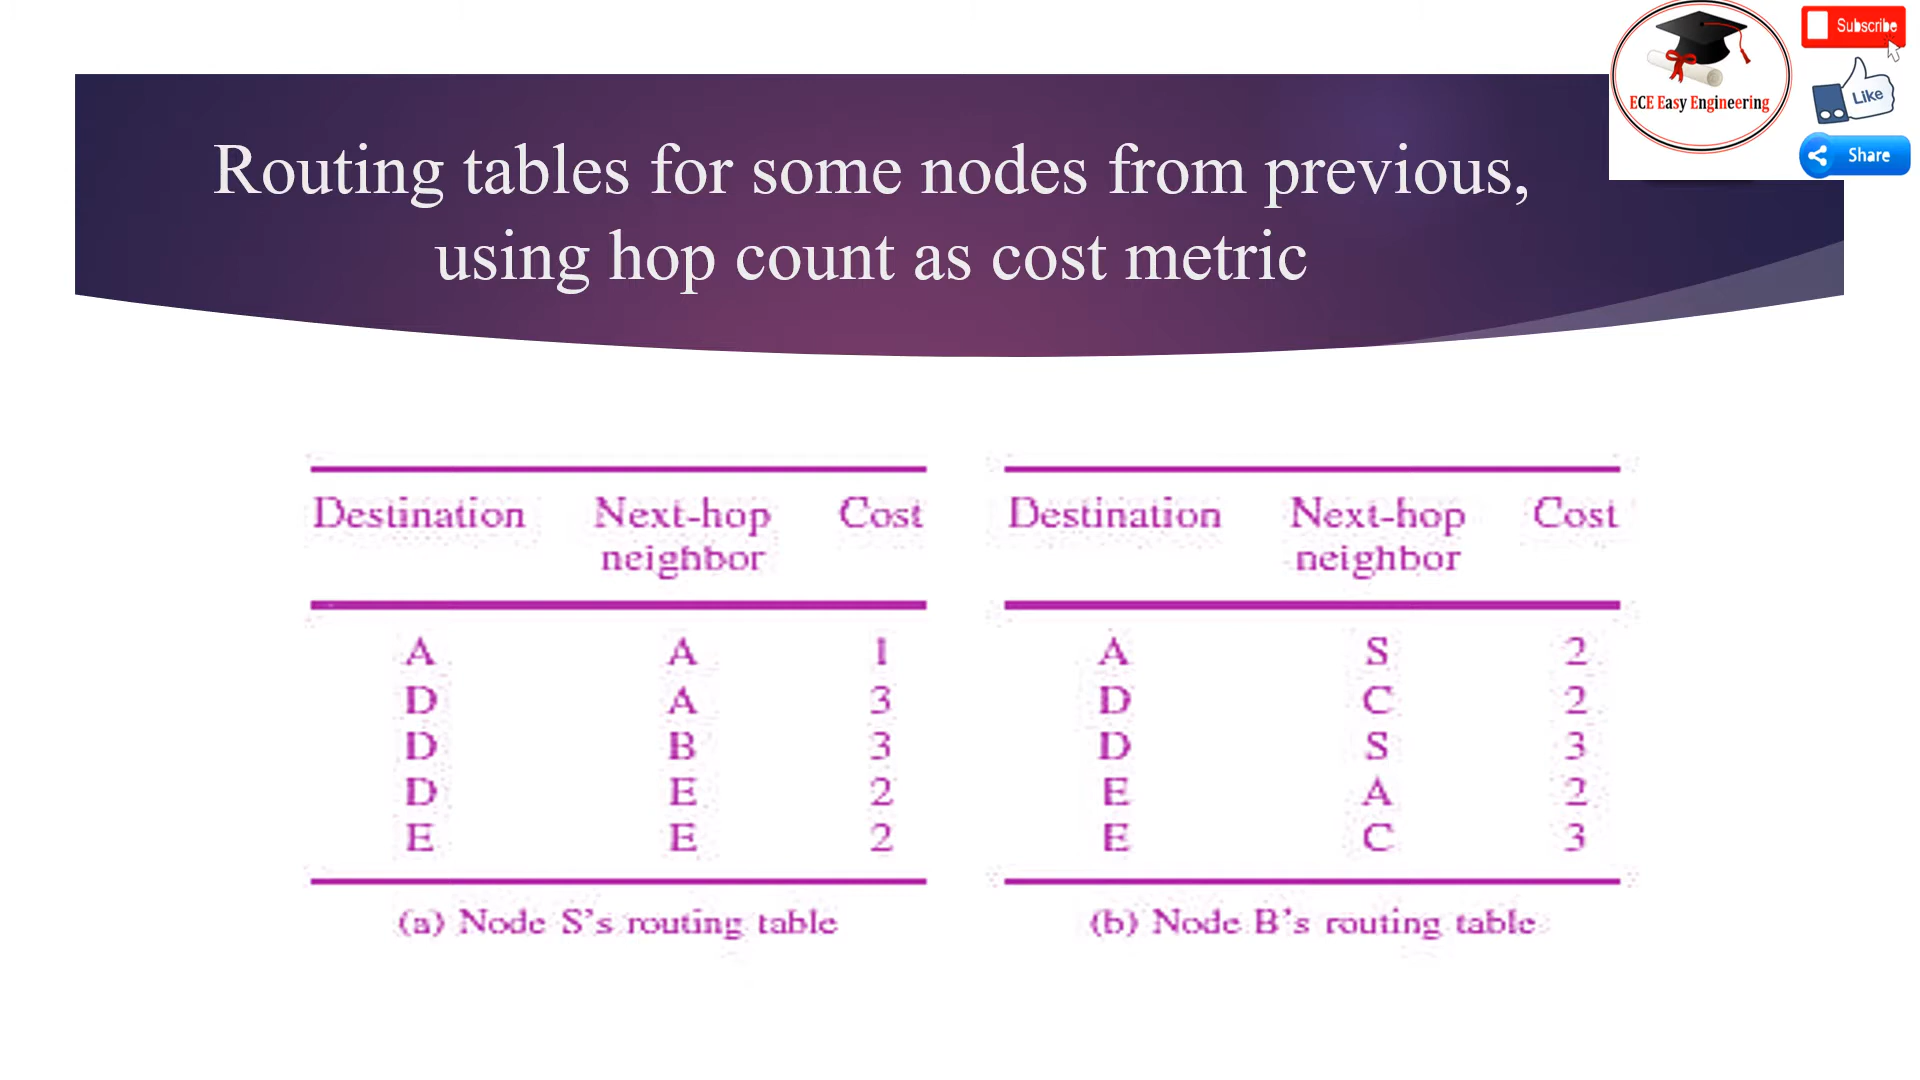 ECE Easy Engineering
Subscribe
Like
Share
Routing tables for some nodes from previous,
using hop count as cost metric
Destination Next-hop neighbor Cost
A A 1
D A 3
D B 3
D E 2
E E 2
(a) Node S's routing table
Destination Next-hop neighbor Cost
A S 2
D C 2
D S 3
E A 2
E C 3
(b) Node B's routing table